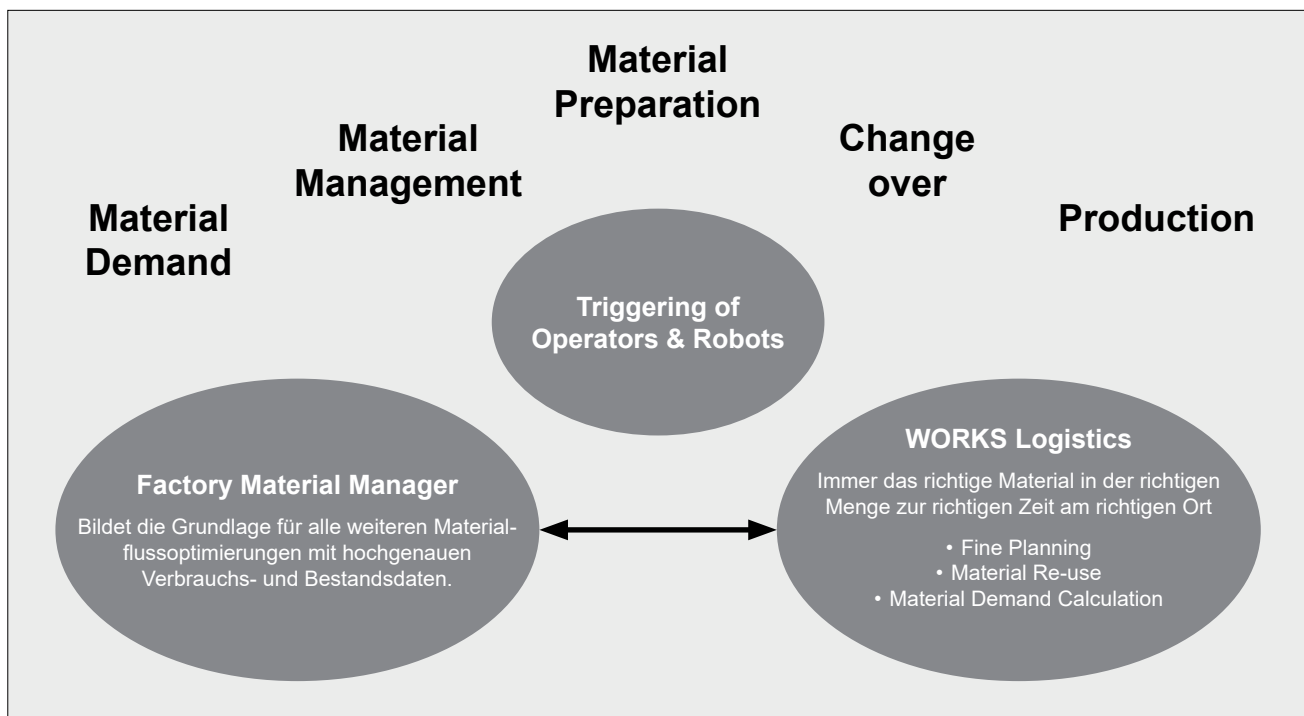 Material
Preparation
Material
Management
Change
over
Material
Demand
Production
Triggering of
Operators & Robots
Factory Material Manager
Bildet die Grundlage für alle weiteren Material-
flussoptimierungen mit hochgenauen
Verbrauchs- und Bestandsdaten.
WORKS Logistics
Immer das richtige Material in der richtigen
Menge zur richtigen Zeit am richtigen Ort
• Fine Planning
• Material Re-use
• Material Demand Calculation